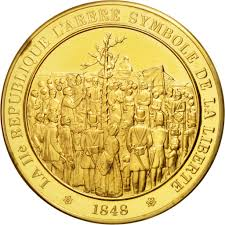 LA IIe REPUBLIQUE L'ARBRE SYMBOLE DE LA LIBERTE
1848